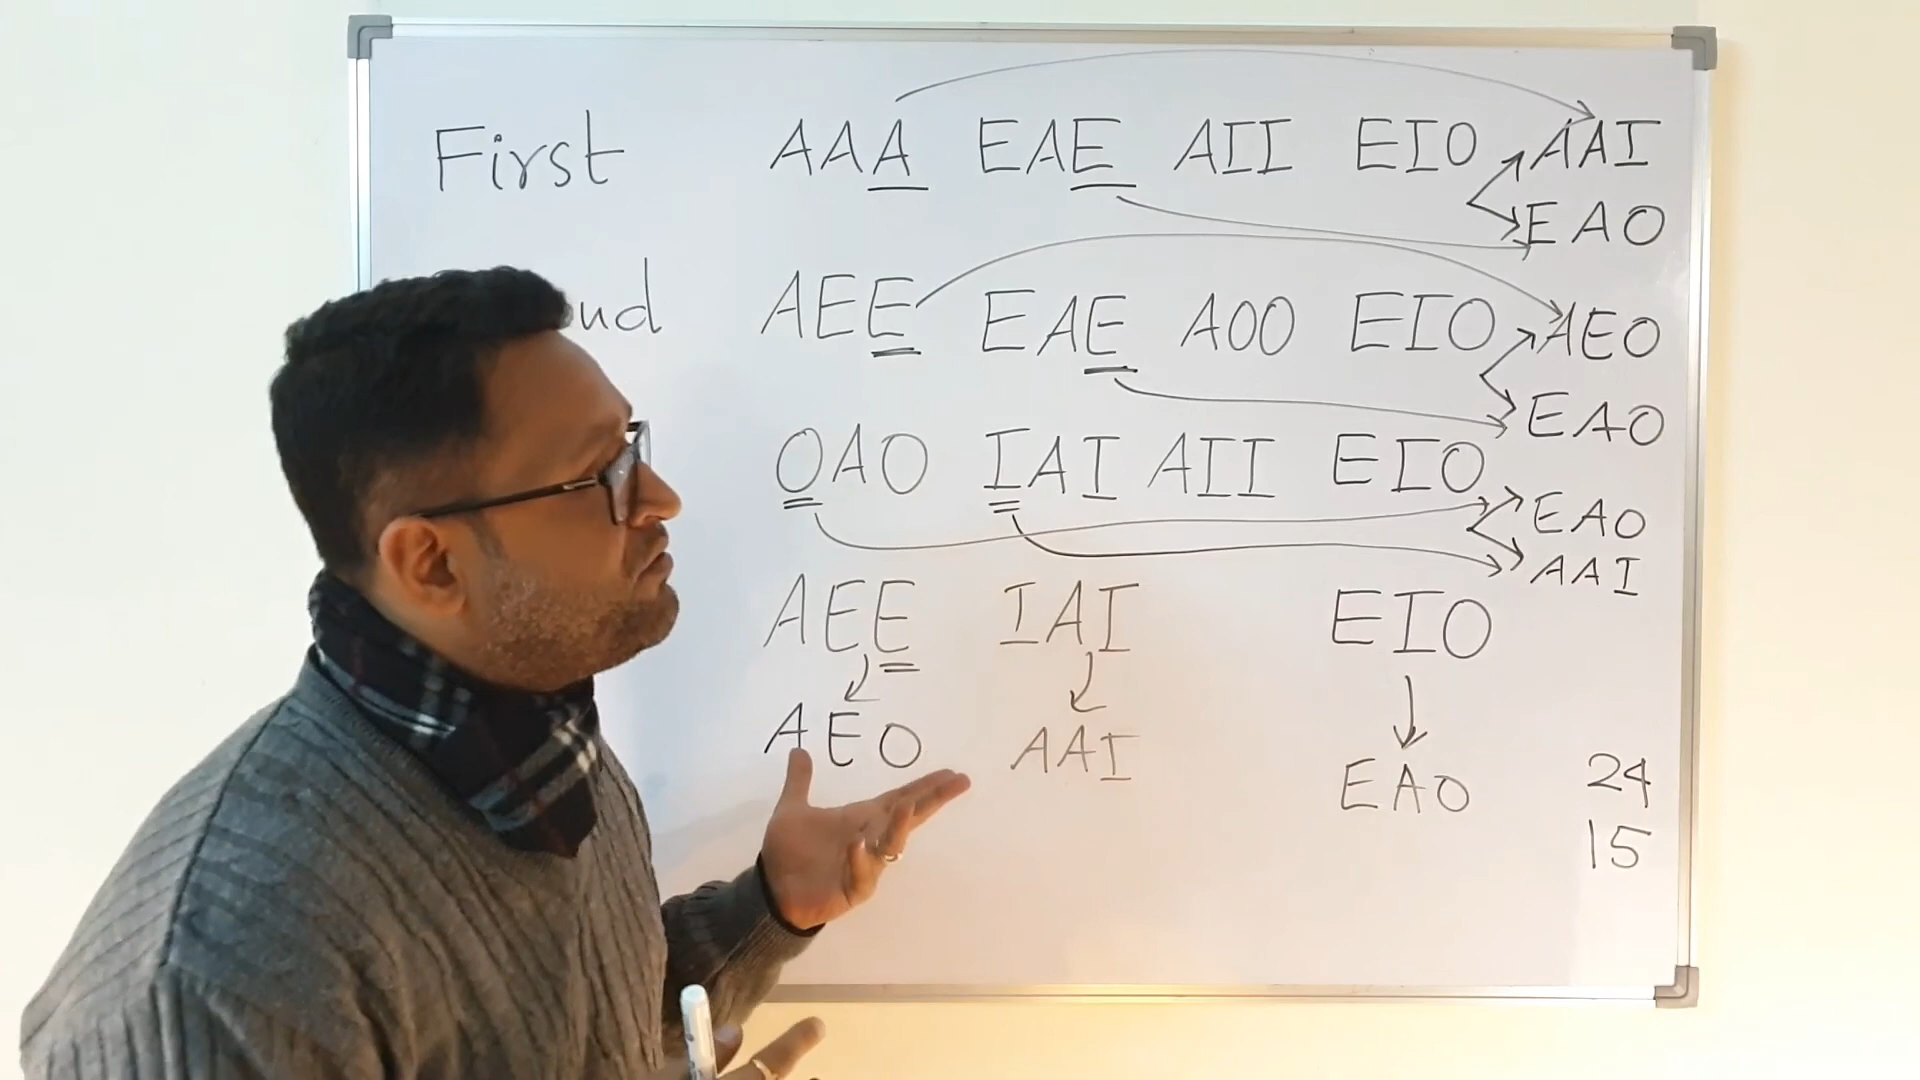 First AAA EAE AII EIO AAI
EAO
ond AEE EAE AOO EIO AEO
EAO
OAO IAI AII EIO EAO
AAI
AEE IAI EIO
AEO AAI EAO 24
15